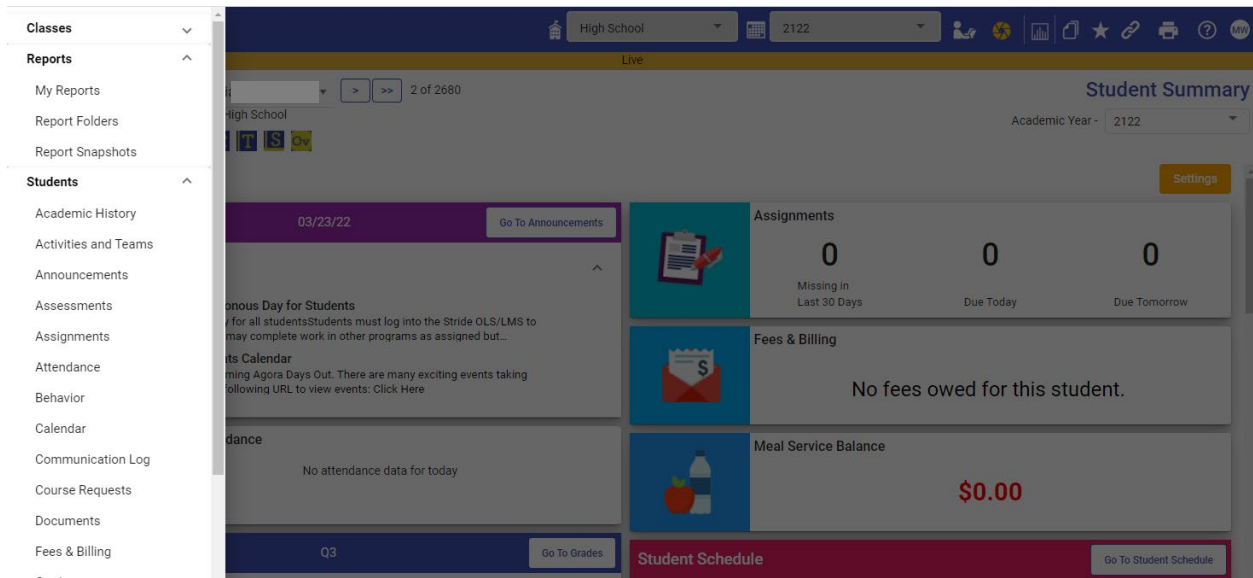 Classes
Reports
My Reports
Report Folders
Report Snapshots
Students
Academic History
Activities and Teams
Announcements
Assessments
Assignments
Attendance
Behavior
Calendar
Communication Log
Course Requests
Documents
Fees & Billing
High School
2122
MW
Live
> >> 2 of 2680
High School
T S Ov
Student Summary
Academic Year - 2122
Settings
03/23/22 Go To Announcements
onous Day for Students
for all studentsStudents must log into the Stride OLS/LMS to
may complete work in other programs as assigned but...
ts Calendar
ming Agora Days Out. There are many exciting events taking
following URL to view events: Click Here
dance
No attendance data for today
Q3 Go To Grades
Assignments
0 0 0
Missing in
Last 30 Days Due Today Due Tomorrow
Fees & Billing
No fees owed for this student.
Meal Service Balance
$0.00
Student Schedule Go To Student Schedule